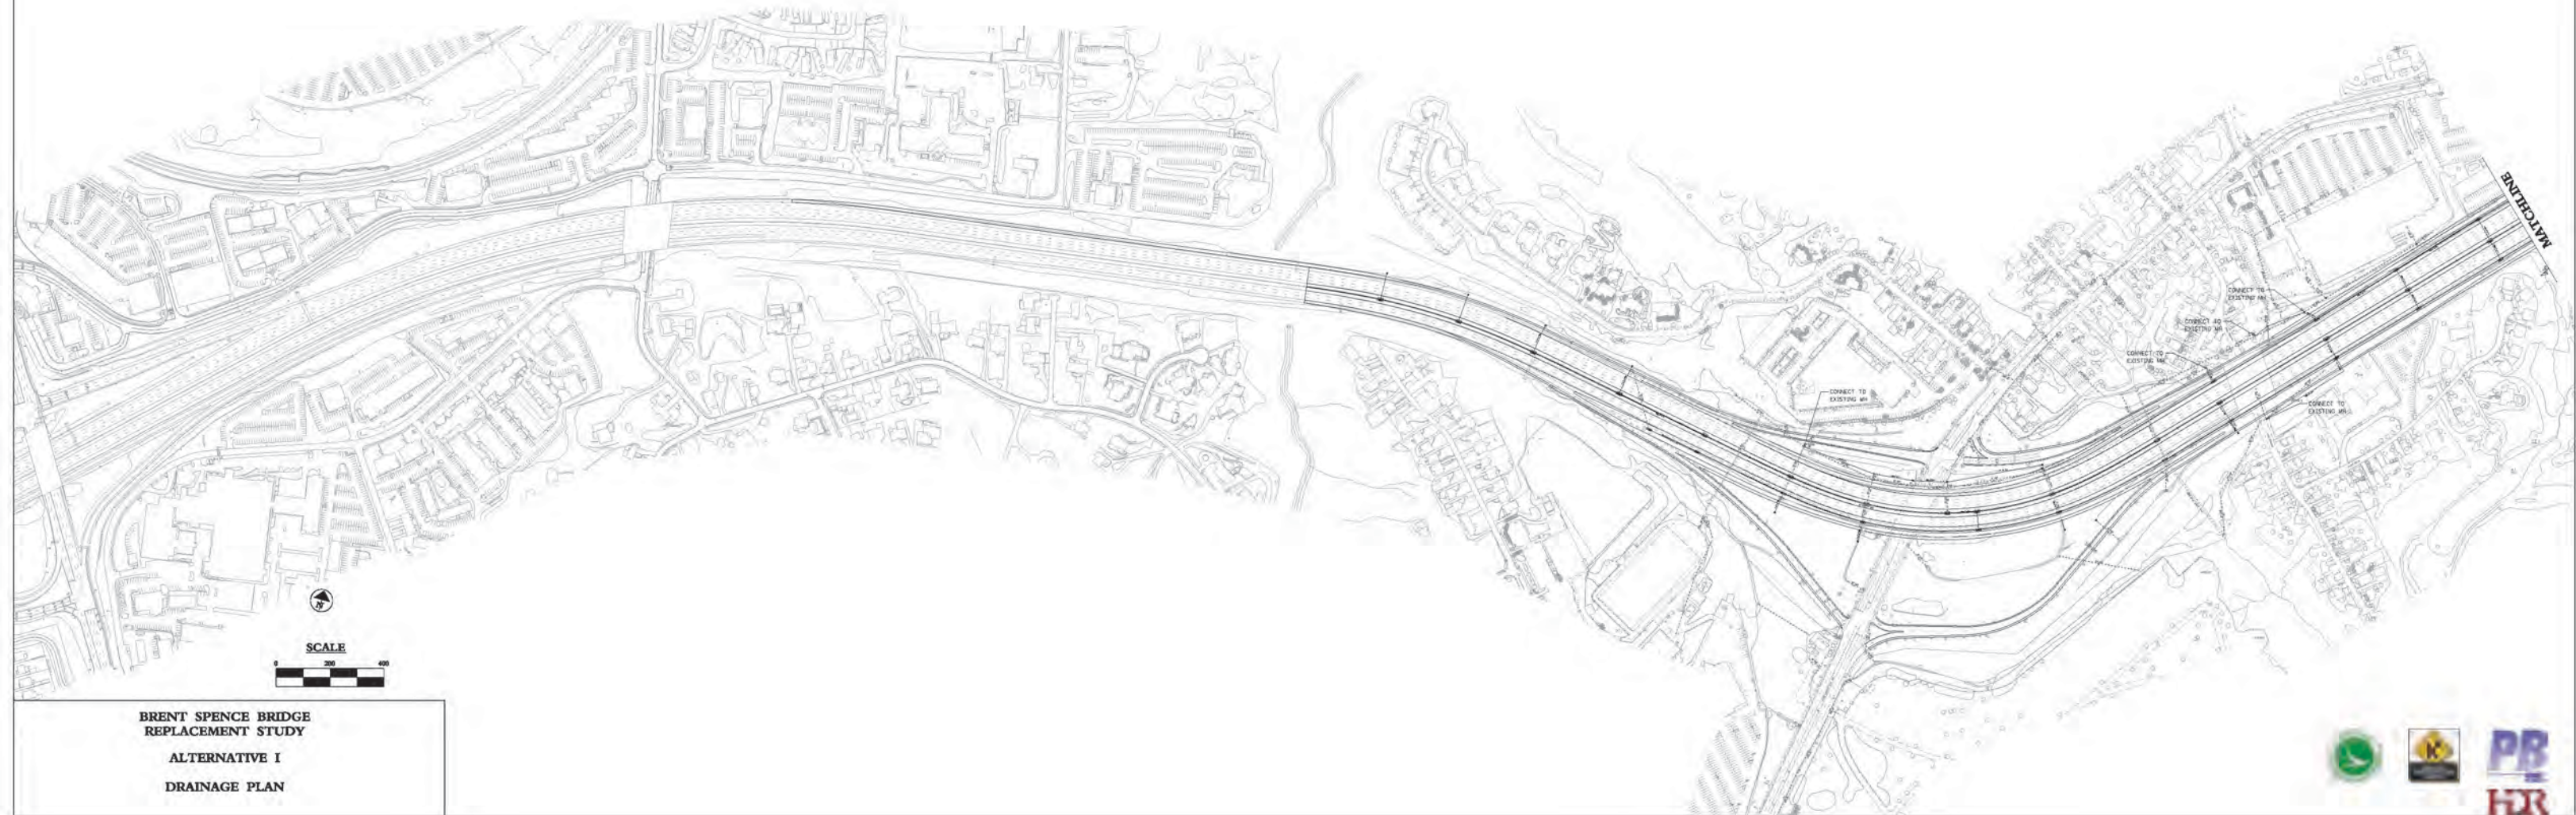 MATCHLINE
CONNECT TO
EXISTING MH
CONNECT TO
EXISTING MH
CONNECT TO
EXISTING MH
CONNECT TO
EXISTING MH
CONNECT TO
EXISTING MH
N
SCALE
0 200 400
BRENT SPENCE BRIDGE
REPLACEMENT STUDY
ALTERNATIVE I
DRAINAGE PLAN
PB
HDR